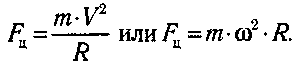 Fц = m·V²/R или Fц = m·ω²·R.